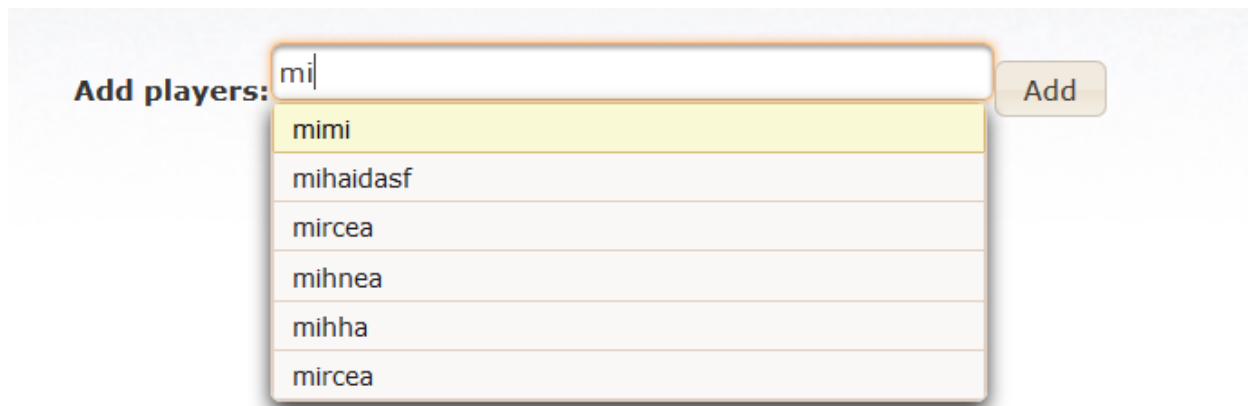 Add players:
mi
Add
mimi
mihaidasf
mircea
mihnea
mihha
mircea